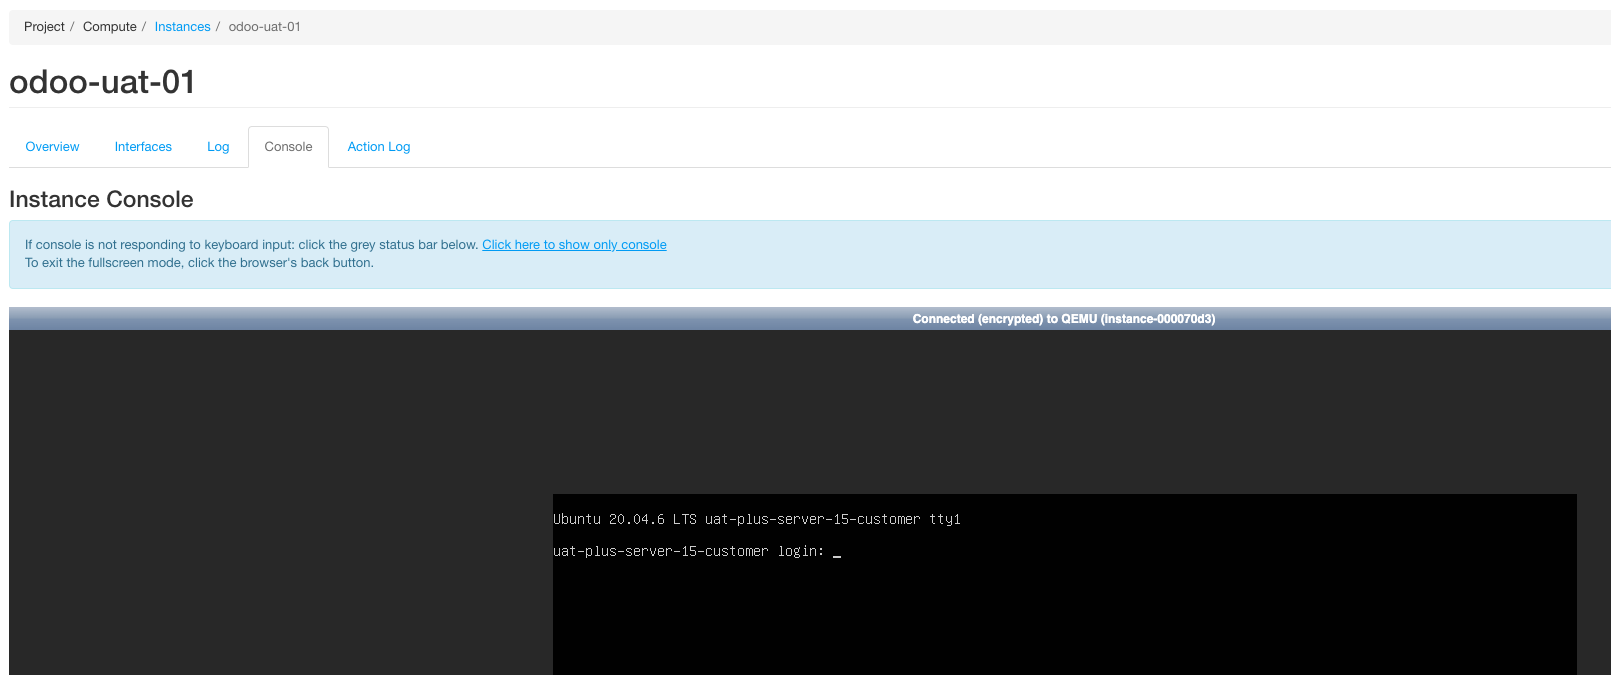 Project / Compute / Instances / odoo-uat-01
odoo-uat-01
Overview Interfaces Log Console Action Log
Instance Console
If console is not responding to keyboard input: click the grey status bar below. Click here to show only console
To exit the fullscreen mode, click the browser's back button.
Connected (encrypted) to QEMU (instance-000070d3)
Ubuntu 20.04.6 LTS uat-plus-server-15-customer tty1
uat-plus-server-15-customer login: _